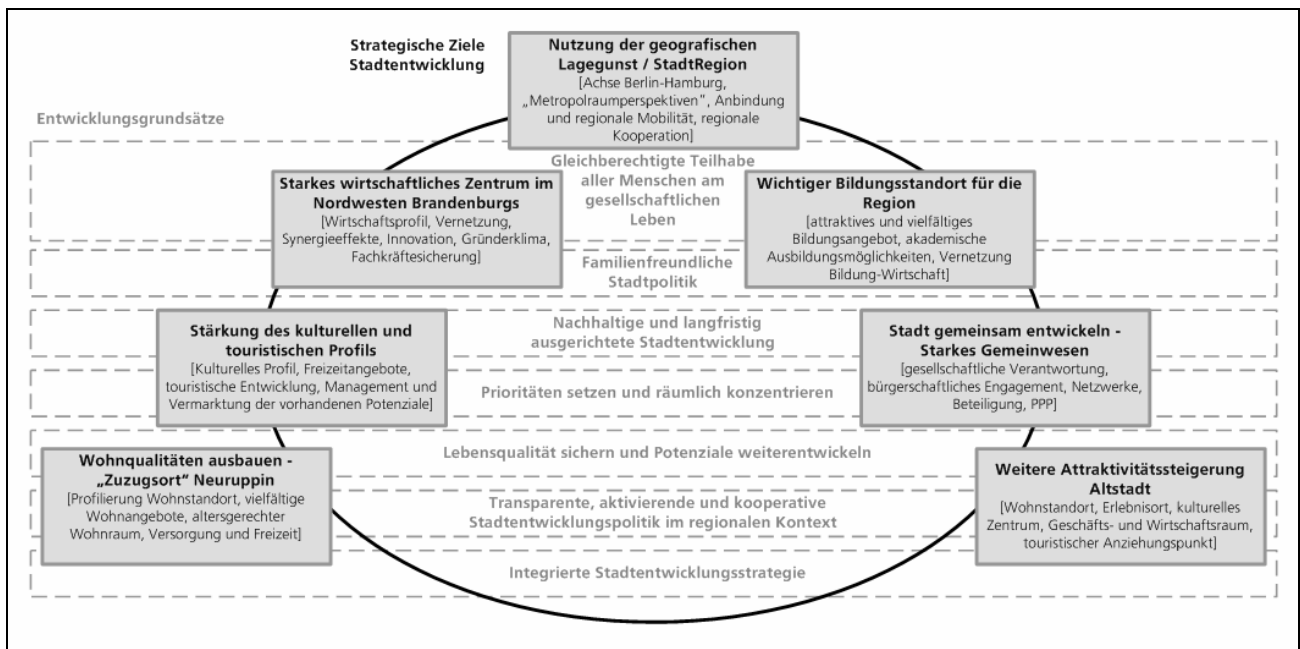 Strategische Ziele
Stadtentwicklung
Nutzung der geografischen
Lagegunst / StadtRegion
[Achse Berlin-Hamburg,
„Metropolraumperspektiven“, Anbindung
und regionale Mobilität, regionale
Kooperation]
Entwicklungsgrundsätze
Gleichberechtigte Teilhabe
aller Menschen am
gesellschaftlichen
Leben
Starkes wirtschaftliches Zentrum im
Nordwesten Brandenburgs
[Wirtschaftsprofil, Vernetzung,
Synergieeffekte, Innovation, Gründerklima,
Fachkräftesicherung]
Wichtiger Bildungsstandort für die
Region
[attraktives und vielfältiges
Bildungsangebot, akademische
Ausbildungsmöglichkeiten, Vernetzung
Bildung-Wirtschaft]
Familienfreundliche
Stadtpolitik
Stärkung des kulturellen und
touristischen Profils
[Kulturelles Profil, Freizeitangebote,
touristische Entwicklung, Management und
Vermarktung der vorhandenen Potenziale]
Nachhaltige und langfristig
ausgerichtete Stadtentwicklung
Stadt gemeinsam entwickeln -
Starkes Gemeinwesen
[gesellschaftliche Verantwortung,
bürgerschaftliches Engagement, Netzwerke,
Beteiligung, PPP]
Prioritäten setzen und räumlich konzentrieren
Lebensqualität sichern und Potenziale weiterentwickeln
Wohnqualitäten ausbauen -
„Zuzugsort“ Neuruppin
[Profilierung Wohnstandort, vielfältige
Wohnangebote, altersgerechter
Wohnraum, Versorgung und Freizeit]
Transparente, aktivierende und kooperative
Stadtentwicklungspolitik im regionalen Kontext
Weitere Attraktivitätssteigerung
Altstadt
[Wohnstandort, Erlebnisort, kulturelles
Zentrum, Geschäfts- und Wirtschaftsraum,
touristischer Anziehungspunkt]
Integrierte Stadtentwicklungsstrategie